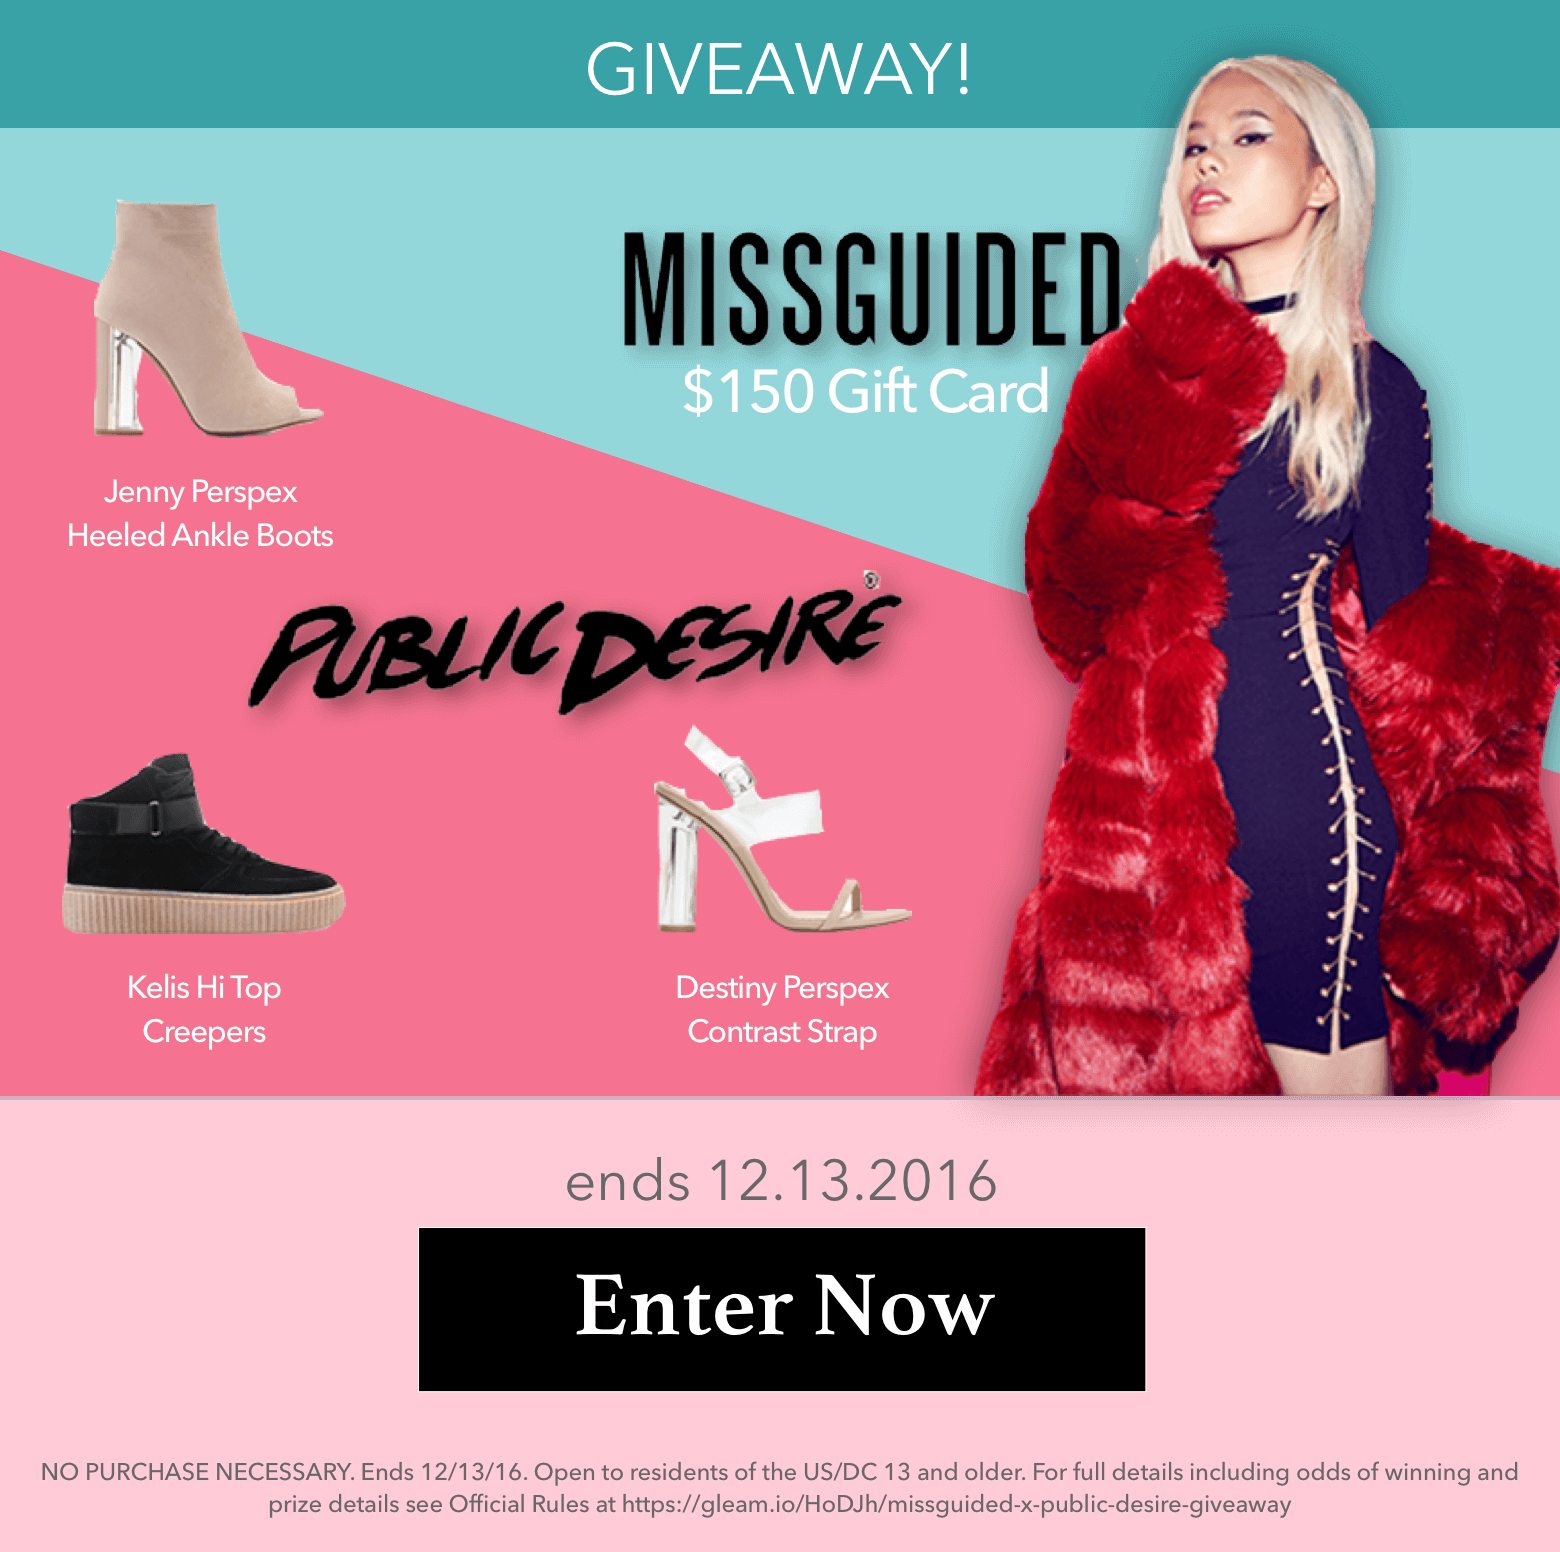 GIVEAWAY!
MISSGUIDED
$150 Gift Card
Jenny Perspex
Heeled Ankle Boots
PUBLIC DESIRE®
Kelis Hi Top
Creepers
Destiny Perspex
Contrast Strap
ends 12.13.2016
Enter Now
NO PURCHASE NECESSARY. Ends 12/13/16. Open to residents of the US/DC 13 and older. For full details including odds of winning and
prize details see Official Rules at https://gleam.io/HoDJh/missguided-x-public-desire-giveaway